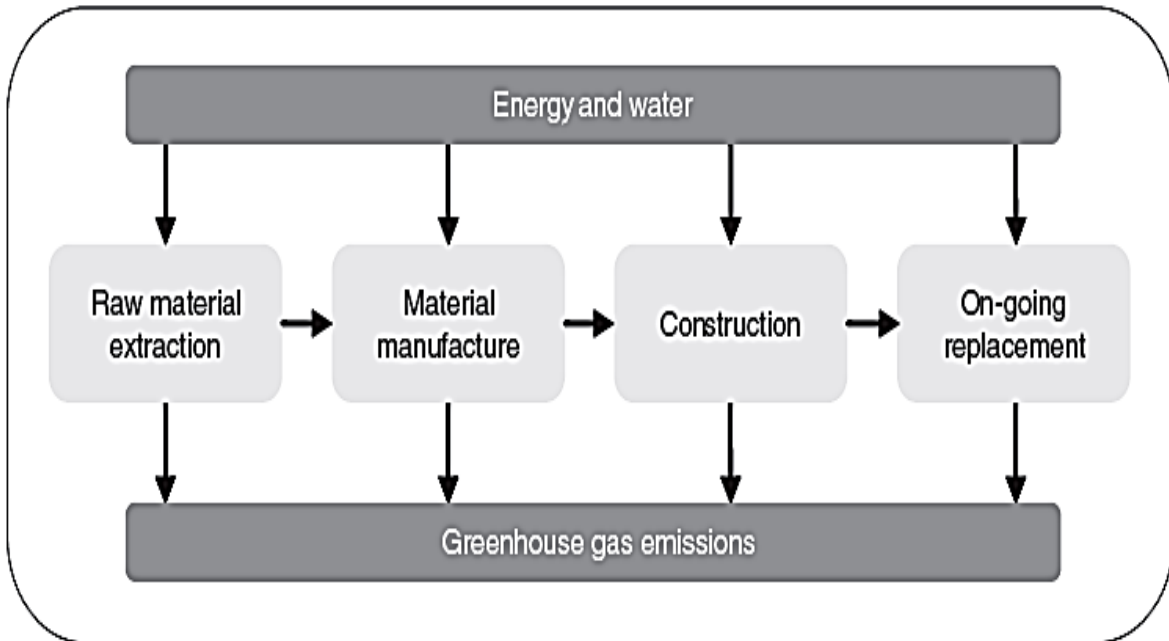 Energy and water
Raw material
extraction
Material
manufacture
Construction
On-going
replacement
Greenhouse gas emissions